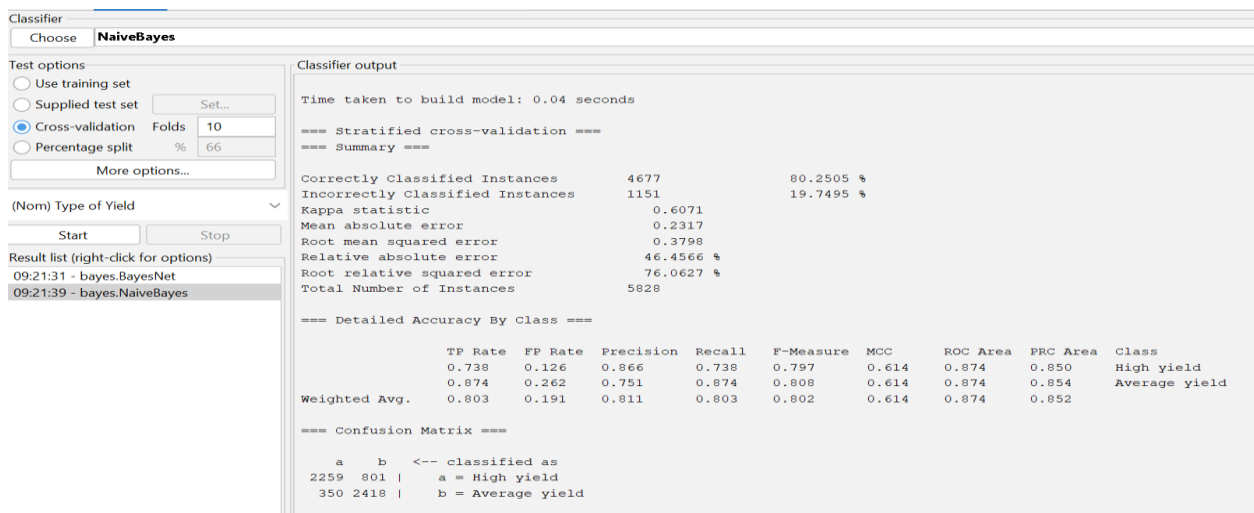 Classifier
Choose NaiveBayes
Test options
Use training set
Supplied test set Set...
Cross-validation Folds 10
Percentage split % 66
More options...
(Nom) Type of Yield
Start Stop
Result list (right-click for options)
09:21:31 - bayes.BayesNet
09:21:39 - bayes.NaiveBayes
Classifier output
Time taken to build model: 0.04 seconds
=== Stratified cross-validation ===
=== Summary ===
Correctly Classified Instances 4677 80.2505 %
Incorrectly Classified Instances 1151 19.7495 %
Kappa statistic 0.6071
Mean absolute error 0.2317
Root mean squared error 0.3798
Relative absolute error 46.4566 %
Root relative squared error 76.0627 %
Total Number of Instances 5828
=== Detailed Accuracy By Class ===
TP Rate FP Rate Precision Recall F-Measure MCC ROC Area PRC Area Class
0.738 0.126 0.866 0.738 0.797 0.614 0.874 0.850 High yield
0.874 0.262 0.751 0.874 0.808 0.614 0.874 0.854 Average yield
Weighted Avg. 0.803 0.191 0.811 0.803 0.802 0.614 0.874 0.852
=== Confusion Matrix ===
a b <-- classified as
2259 801 | a = High yield
350 2418 | b = Average yield